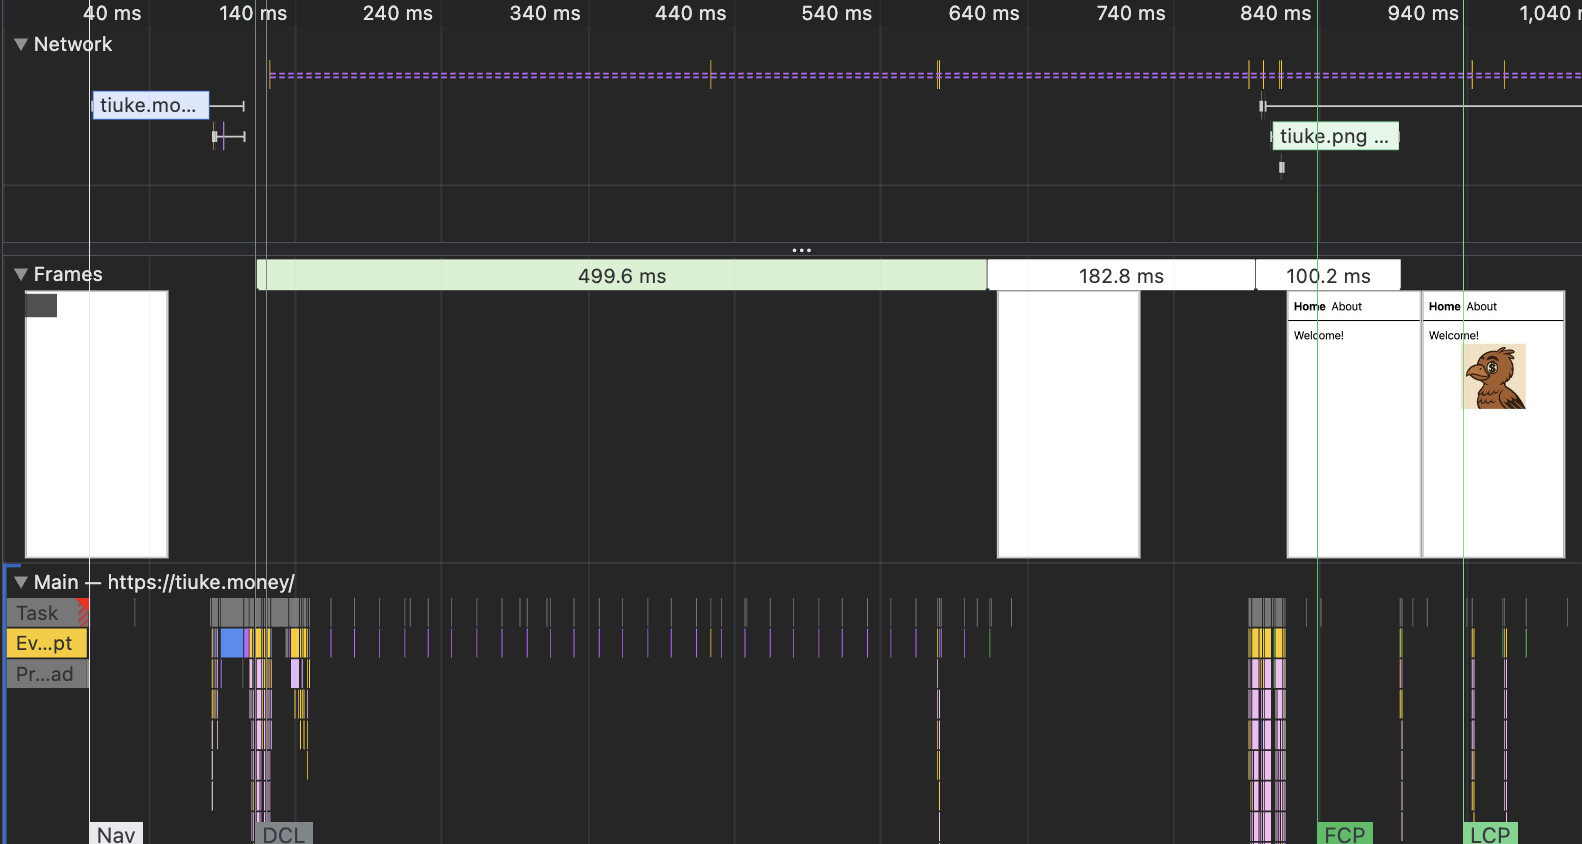 40 ms 140 ms 240 ms 340 ms 440 ms 540 ms 640 ms 740 ms 840 ms 940 ms 1,040
Network
tiuke.mo...
tiuke.png ...
...
Frames
499.6 ms 182.8 ms 100.2 ms
Home About
Welcome!
Home About
Welcome!
Main — https://tiuke.money/
Task
Ev...pt
Pr...ad
Nav DCL FCP LCP